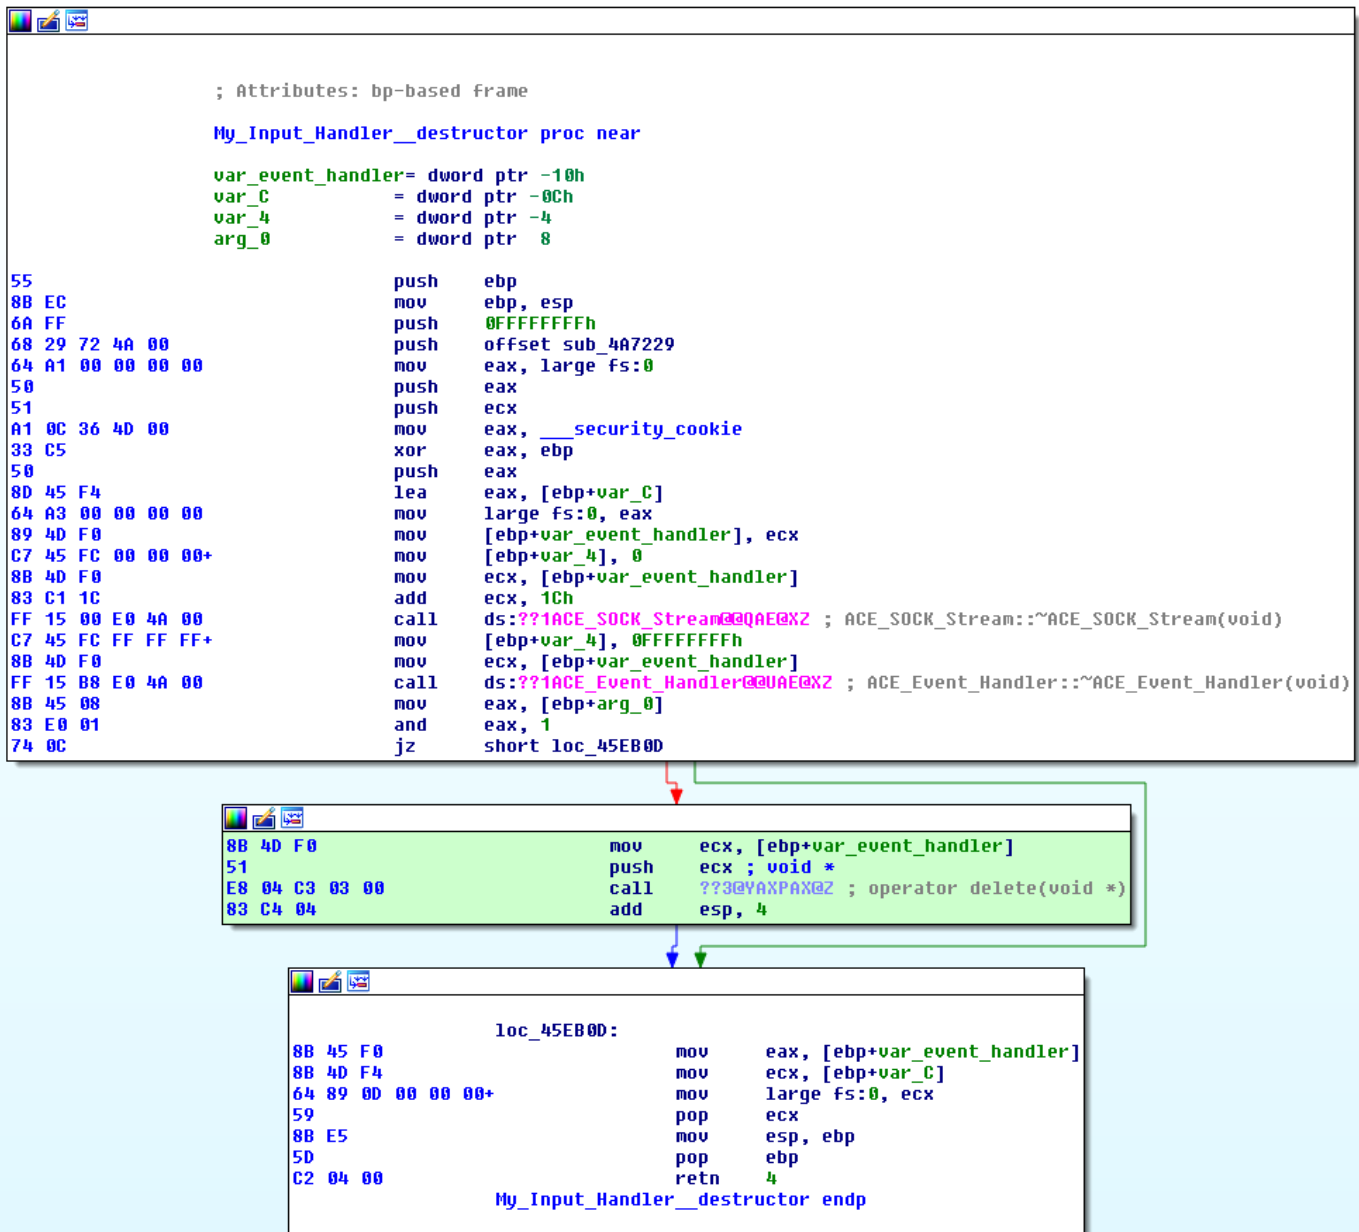 ; Attributes: bp-based frame
My_Input_Handler__destructor proc near
var_event_handler= dword ptr -10h
var_C = dword ptr -0Ch
var_4 = dword ptr -4
arg_0 = dword ptr 8
55 push ebp
8B EC mov ebp, esp
6A FF push 0FFFFFFFFh
68 29 72 4A 00 push offset sub_4A7229
64 A1 00 00 00 00 mov eax, large fs:0
50 push eax
51 push ecx
A1 0C 36 4D 00 mov eax, ___security_cookie
33 C5 xor eax, ebp
50 push eax
8D 45 F4 lea eax, [ebp+var_C]
64 A3 00 00 00 00 mov large fs:0, eax
89 4D F0 mov [ebp+var_event_handler], ecx
C7 45 FC 00 00 00+ mov [ebp+var_4], 0
8B 4D F0 mov ecx, [ebp+var_event_handler]
83 C1 1C add ecx, 1Ch
FF 15 00 E0 4A 00 call ds:??1ACE_SOCK_Stream@@QAE@XZ ; ACE_SOCK_Stream::~ACE_SOCK_Stream(void)
C7 45 FC FF FF FF+ mov [ebp+var_4], 0FFFFFFFFh
8B 4D F0 mov ecx, [ebp+var_event_handler]
FF 15 B8 E0 4A 00 call ds:??1ACE_Event_Handler@@UAE@XZ ; ACE_Event_Handler::~ACE_Event_Handler(void)
8B 45 08 mov eax, [ebp+arg_0]
83 E0 01 and eax, 1
74 0C jz short loc_45EB0D
8B 4D F0 mov ecx, [ebp+var_event_handler]
51 push ecx ; void *
E8 04 C3 03 00 call ??3@YAXPAX@Z ; operator delete(void *)
83 C4 04 add esp, 4
loc_45EB0D:
8B 45 F0 mov eax, [ebp+var_event_handler]
8B 4D F4 mov ecx, [ebp+var_C]
64 89 0D 00 00 00+ mov large fs:0, ecx
59 pop ecx
8B E5 mov esp, ebp
5D pop ebp
C2 04 00 retn 4
My_Input_Handler__destructor endp